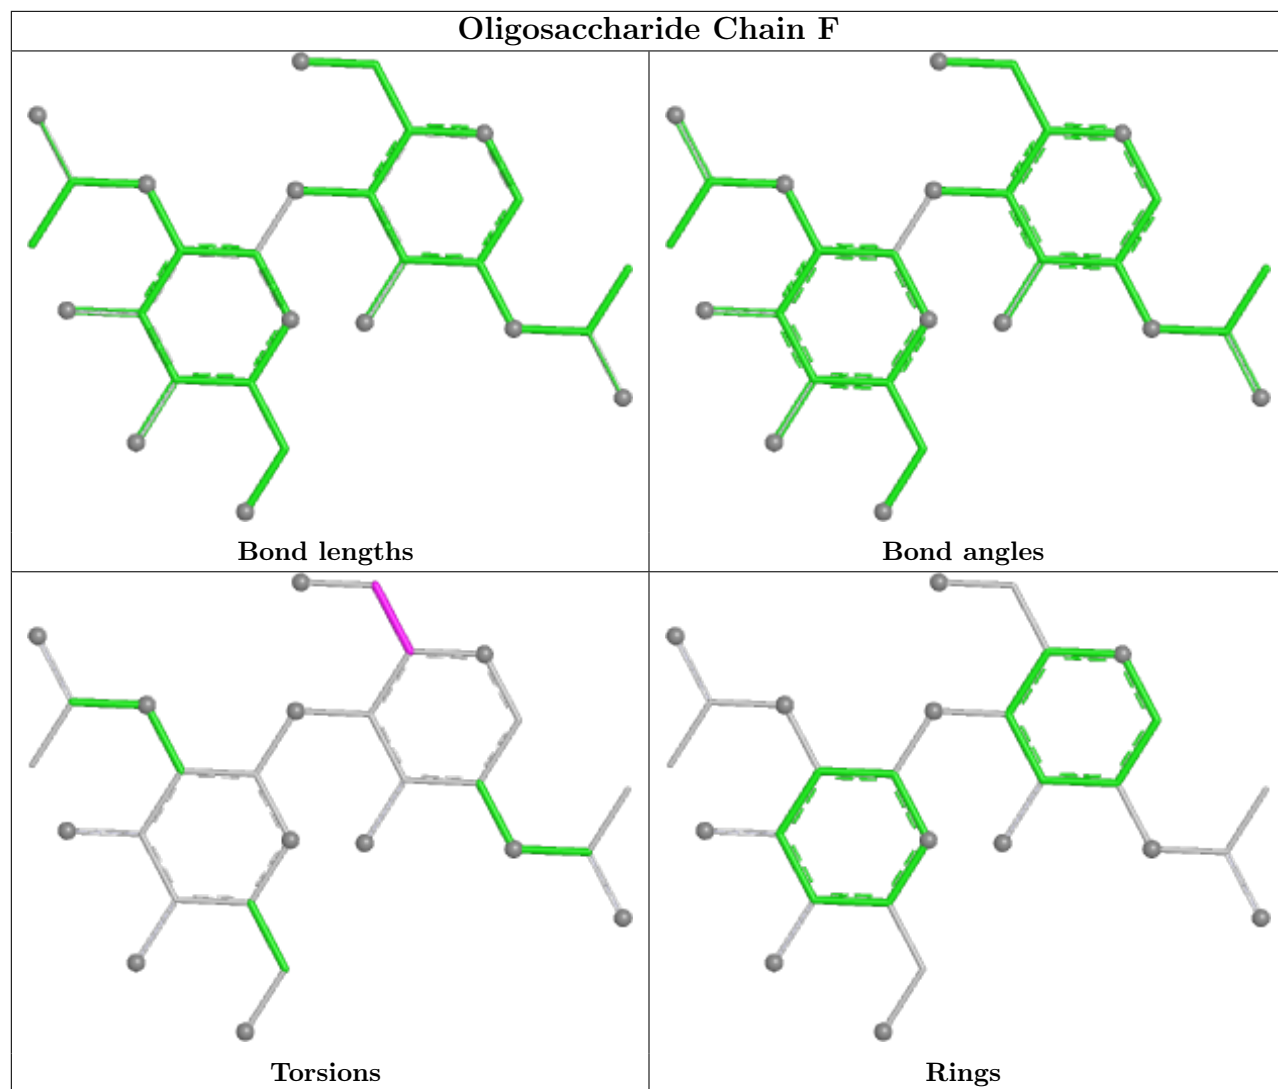 Oligosaccharide Chain F
Bond lengths
Bond angles
Torsions
Rings